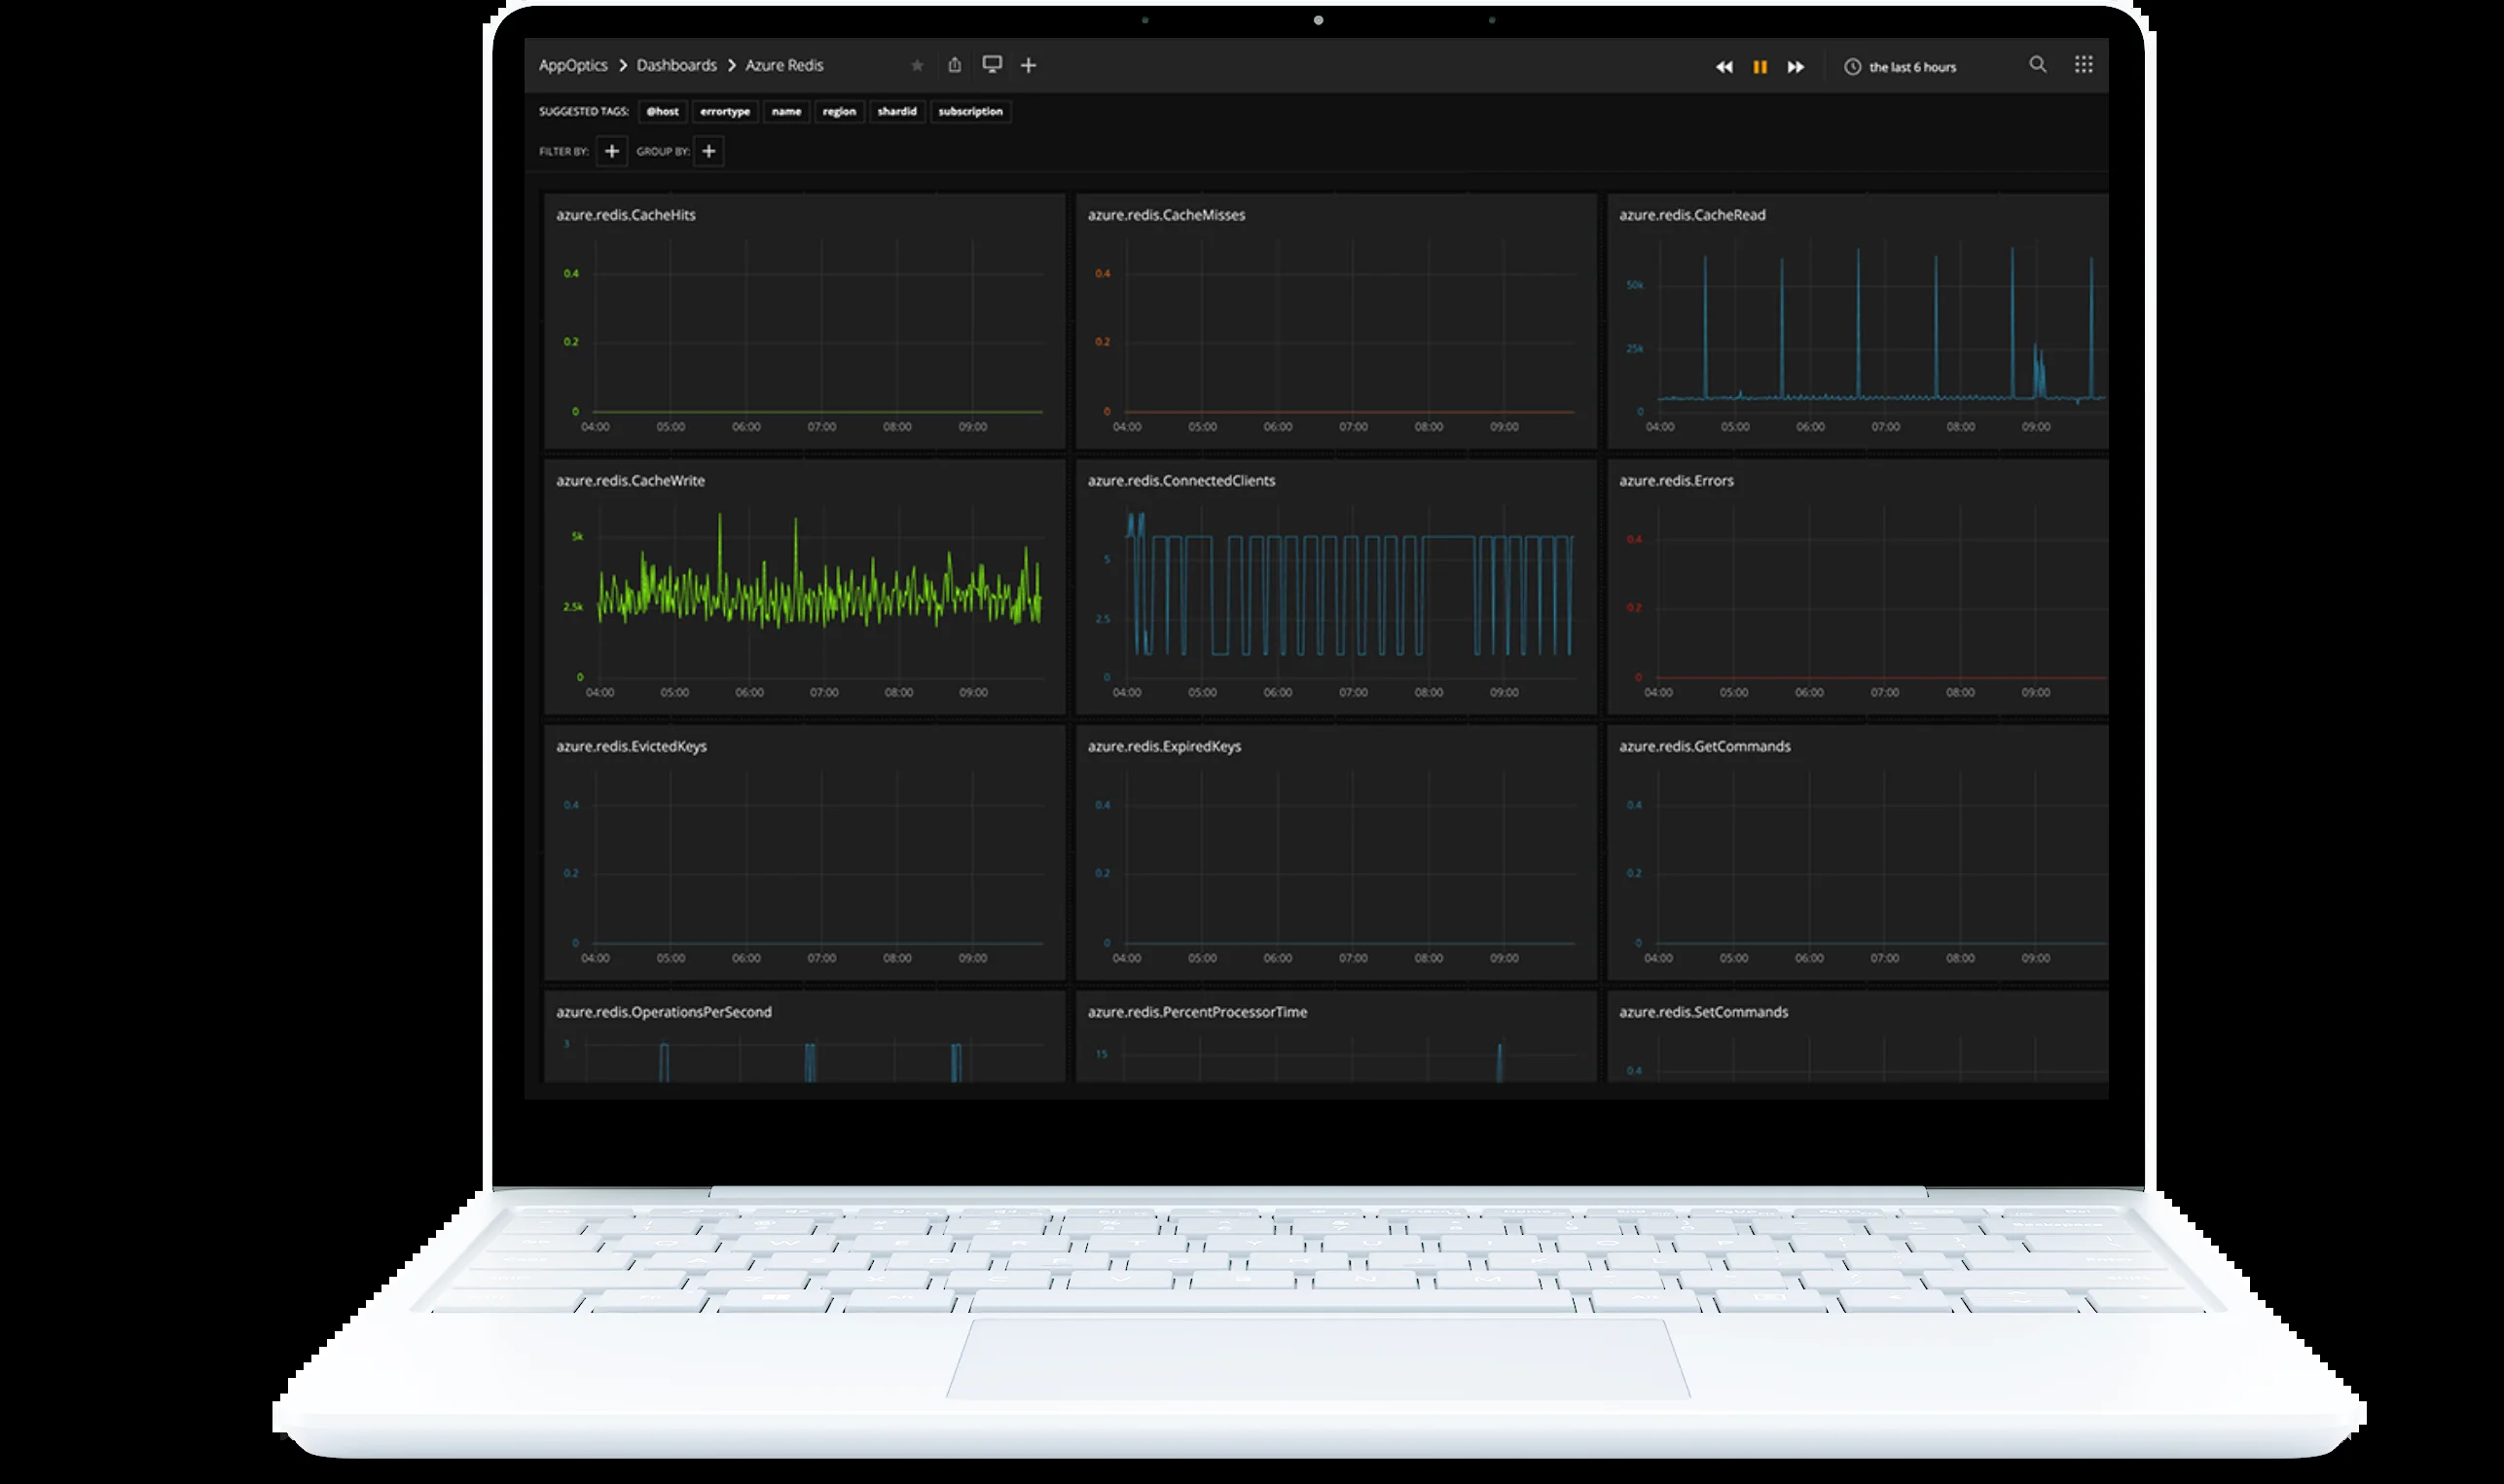 AppOptics > Dashboards > Azure Redis
the last 6 hours
SUGGESTED TAGS: @host errortype name region shardid subscription
FILTER BY: + GROUP BY: +
azure.redis.CacheHits
0.4
0.2
0
04:00 05:00 06:00 07:00 08:00 09:00
azure.redis.CacheMisses
0.4
0.2
0
04:00 05:00 06:00 07:00 08:00 09:00
azure.redis.CacheRead
50k
25k
0
04:00 05:00 06:00 07:00 08:00 09:00
azure.redis.CacheWrite
5k
2.5k
0
04:00 05:00 06:00 07:00 08:00 09:00
azure.redis.ConnectedClients
5
2.5
0
04:00 05:00 06:00 07:00 08:00 09:00
azure.redis.Errors
0.4
0.2
0
04:00 05:00 06:00 07:00 08:00 09:00
azure.redis.EvictedKeys
0.4
0.2
0
04:00 05:00 06:00 07:00 08:00 09:00
azure.redis.ExpiredKeys
0.4
0.2
0
04:00 05:00 06:00 07:00 08:00 09:00
azure.redis.GetCommands
0.4
0.2
0
04:00 05:00 06:00 07:00 08:00 09:00
azure.redis.OperationsPerSecond
3
azure.redis.PercentProcessorTime
15
azure.redis.SetCommands
0.4